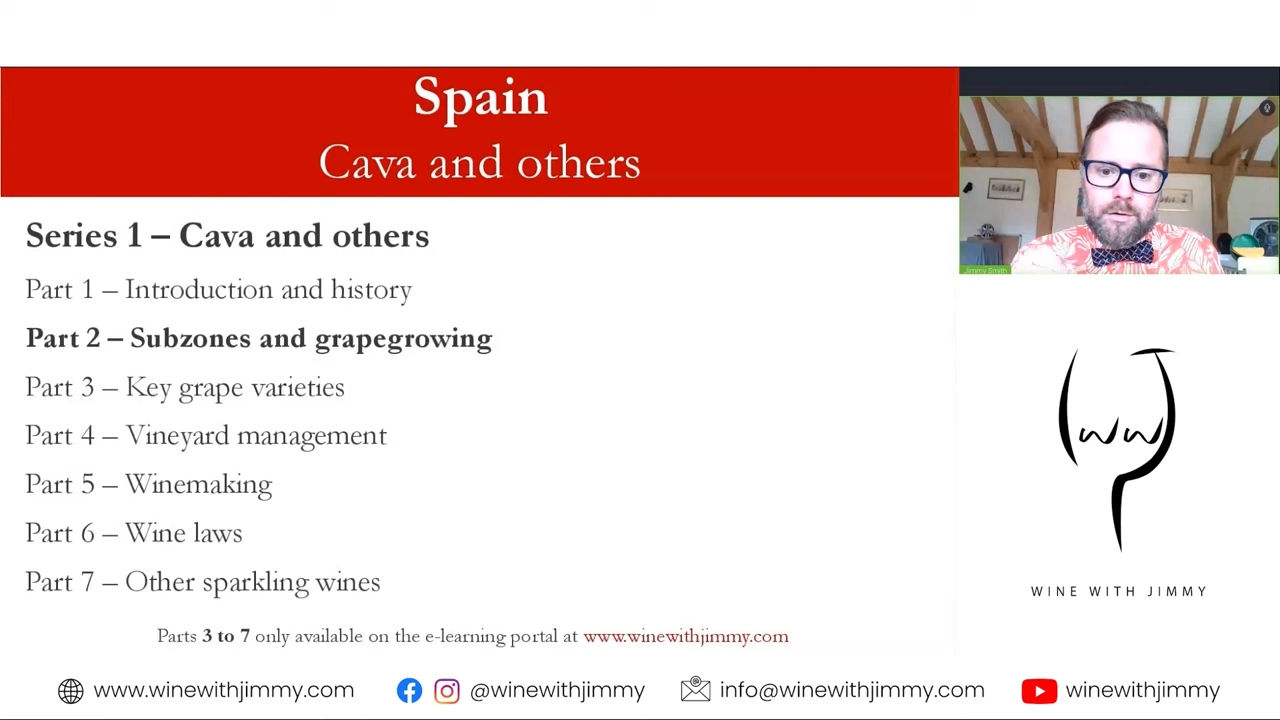 Spain
Cava and others
Series 1 – Cava and others
Part 1 – Introduction and history
Part 2 – Subzones and grapegrowing
Part 3 – Key grape varieties
Part 4 – Vineyard management
Part 5 – Winemaking
Part 6 – Wine laws
Part 7 – Other sparkling wines
Parts 3 to 7 only available on the e-learning portal at www.winewithjimmy.com
Jimmy Smith
ww
WINE WITH JIMMY
www.winewithjimmy.com @winewithjimmy info@winewithjimmy.com winewithjimmy